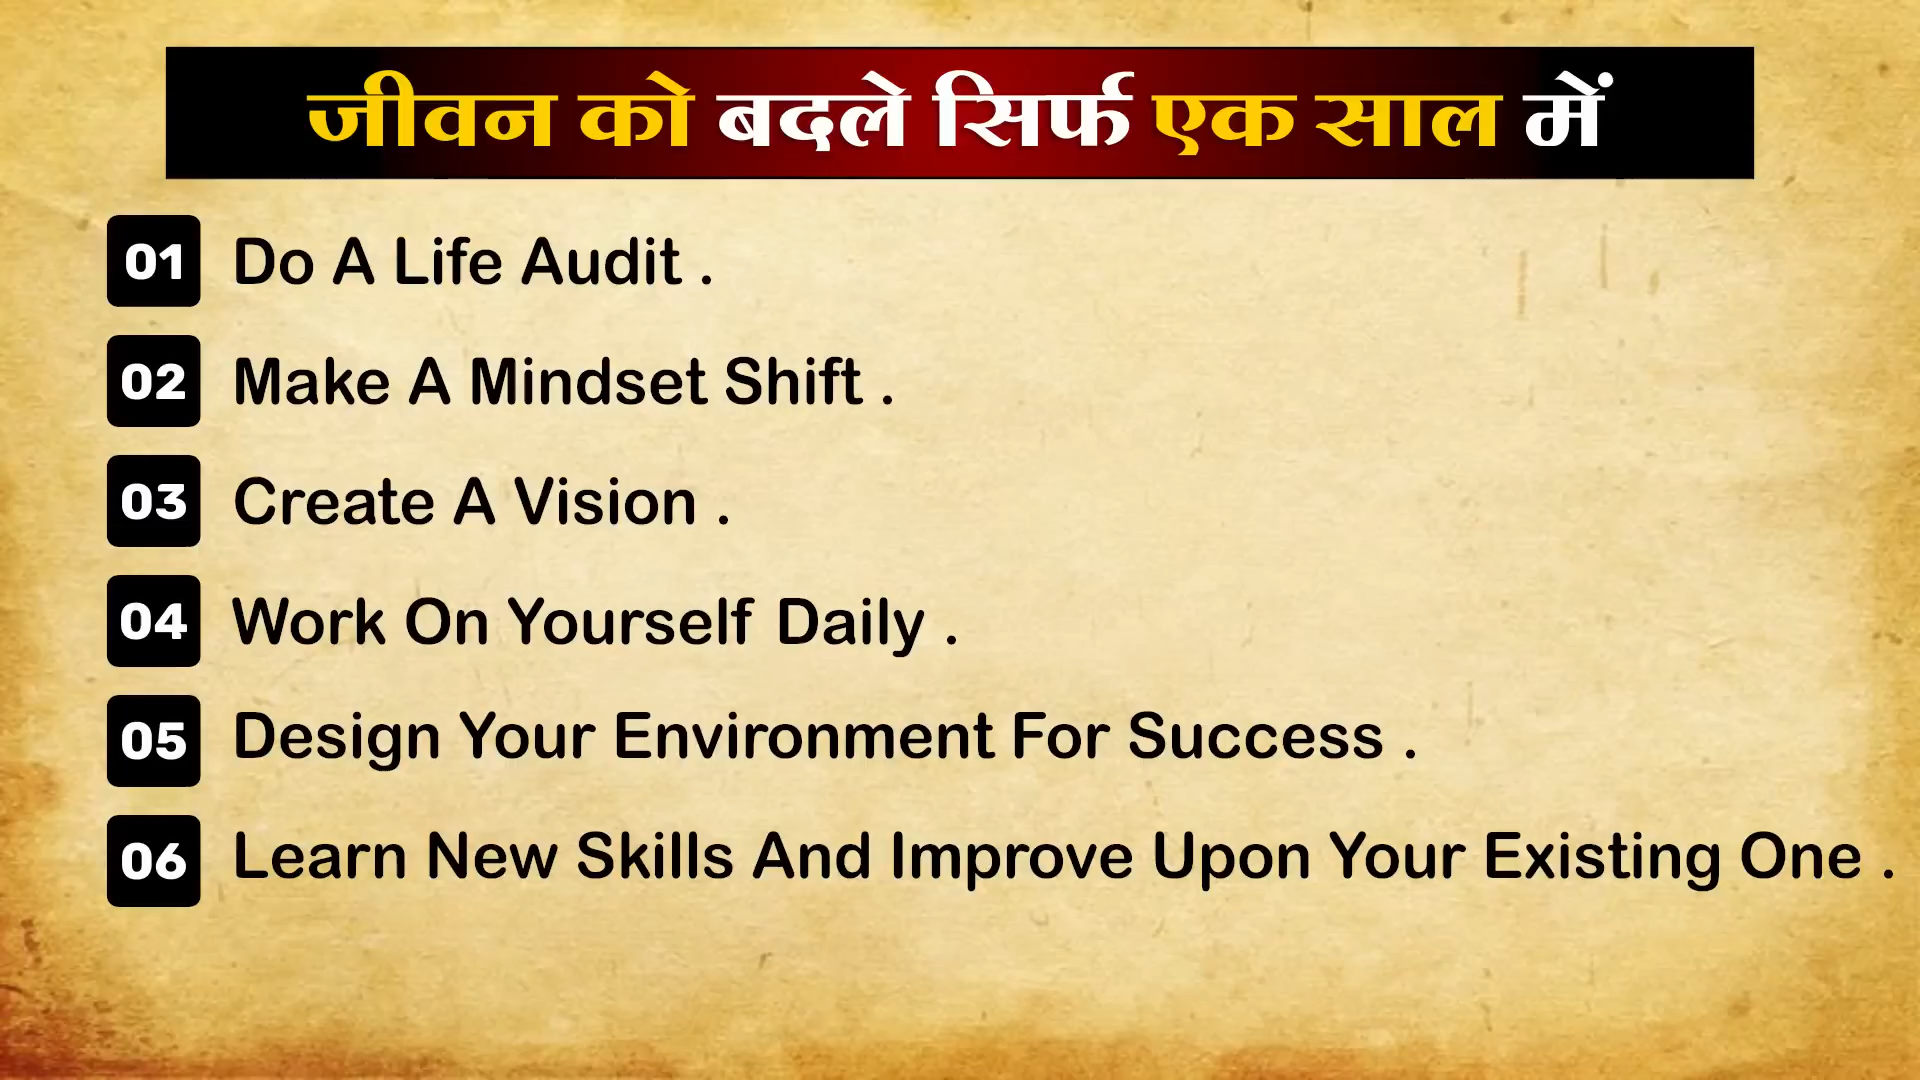 जीवन को बदले सिर्फ एक साल में
01 Do A Life Audit .
02 Make A Mindset Shift .
03 Create A Vision .
04 Work On Yourself Daily .
05 Design Your Environment For Success .
06 Learn New Skills And Improve Upon Your Existing One .